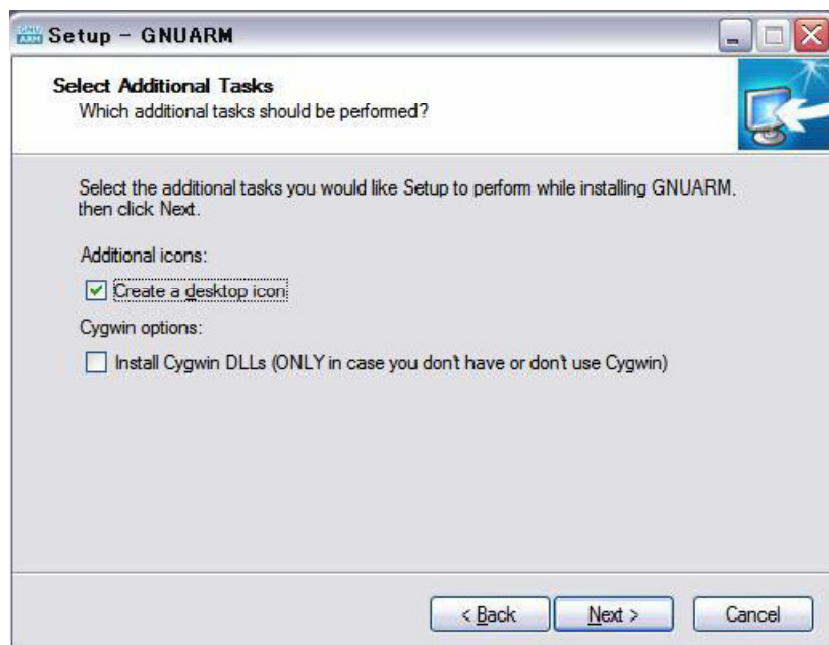 GNU
ARM
Setup - GNUARM
Select Additional Tasks
Which additional tasks should be performed?
Select the additional tasks you would like Setup to perform while installing GNUARM,
then click Next.
Additional icons:
Create a desktop icon
Cygwin options:
Install Cygwin DLLs (ONLY in case you don't have or don't use Cygwin)
< Back
Next >
Cancel